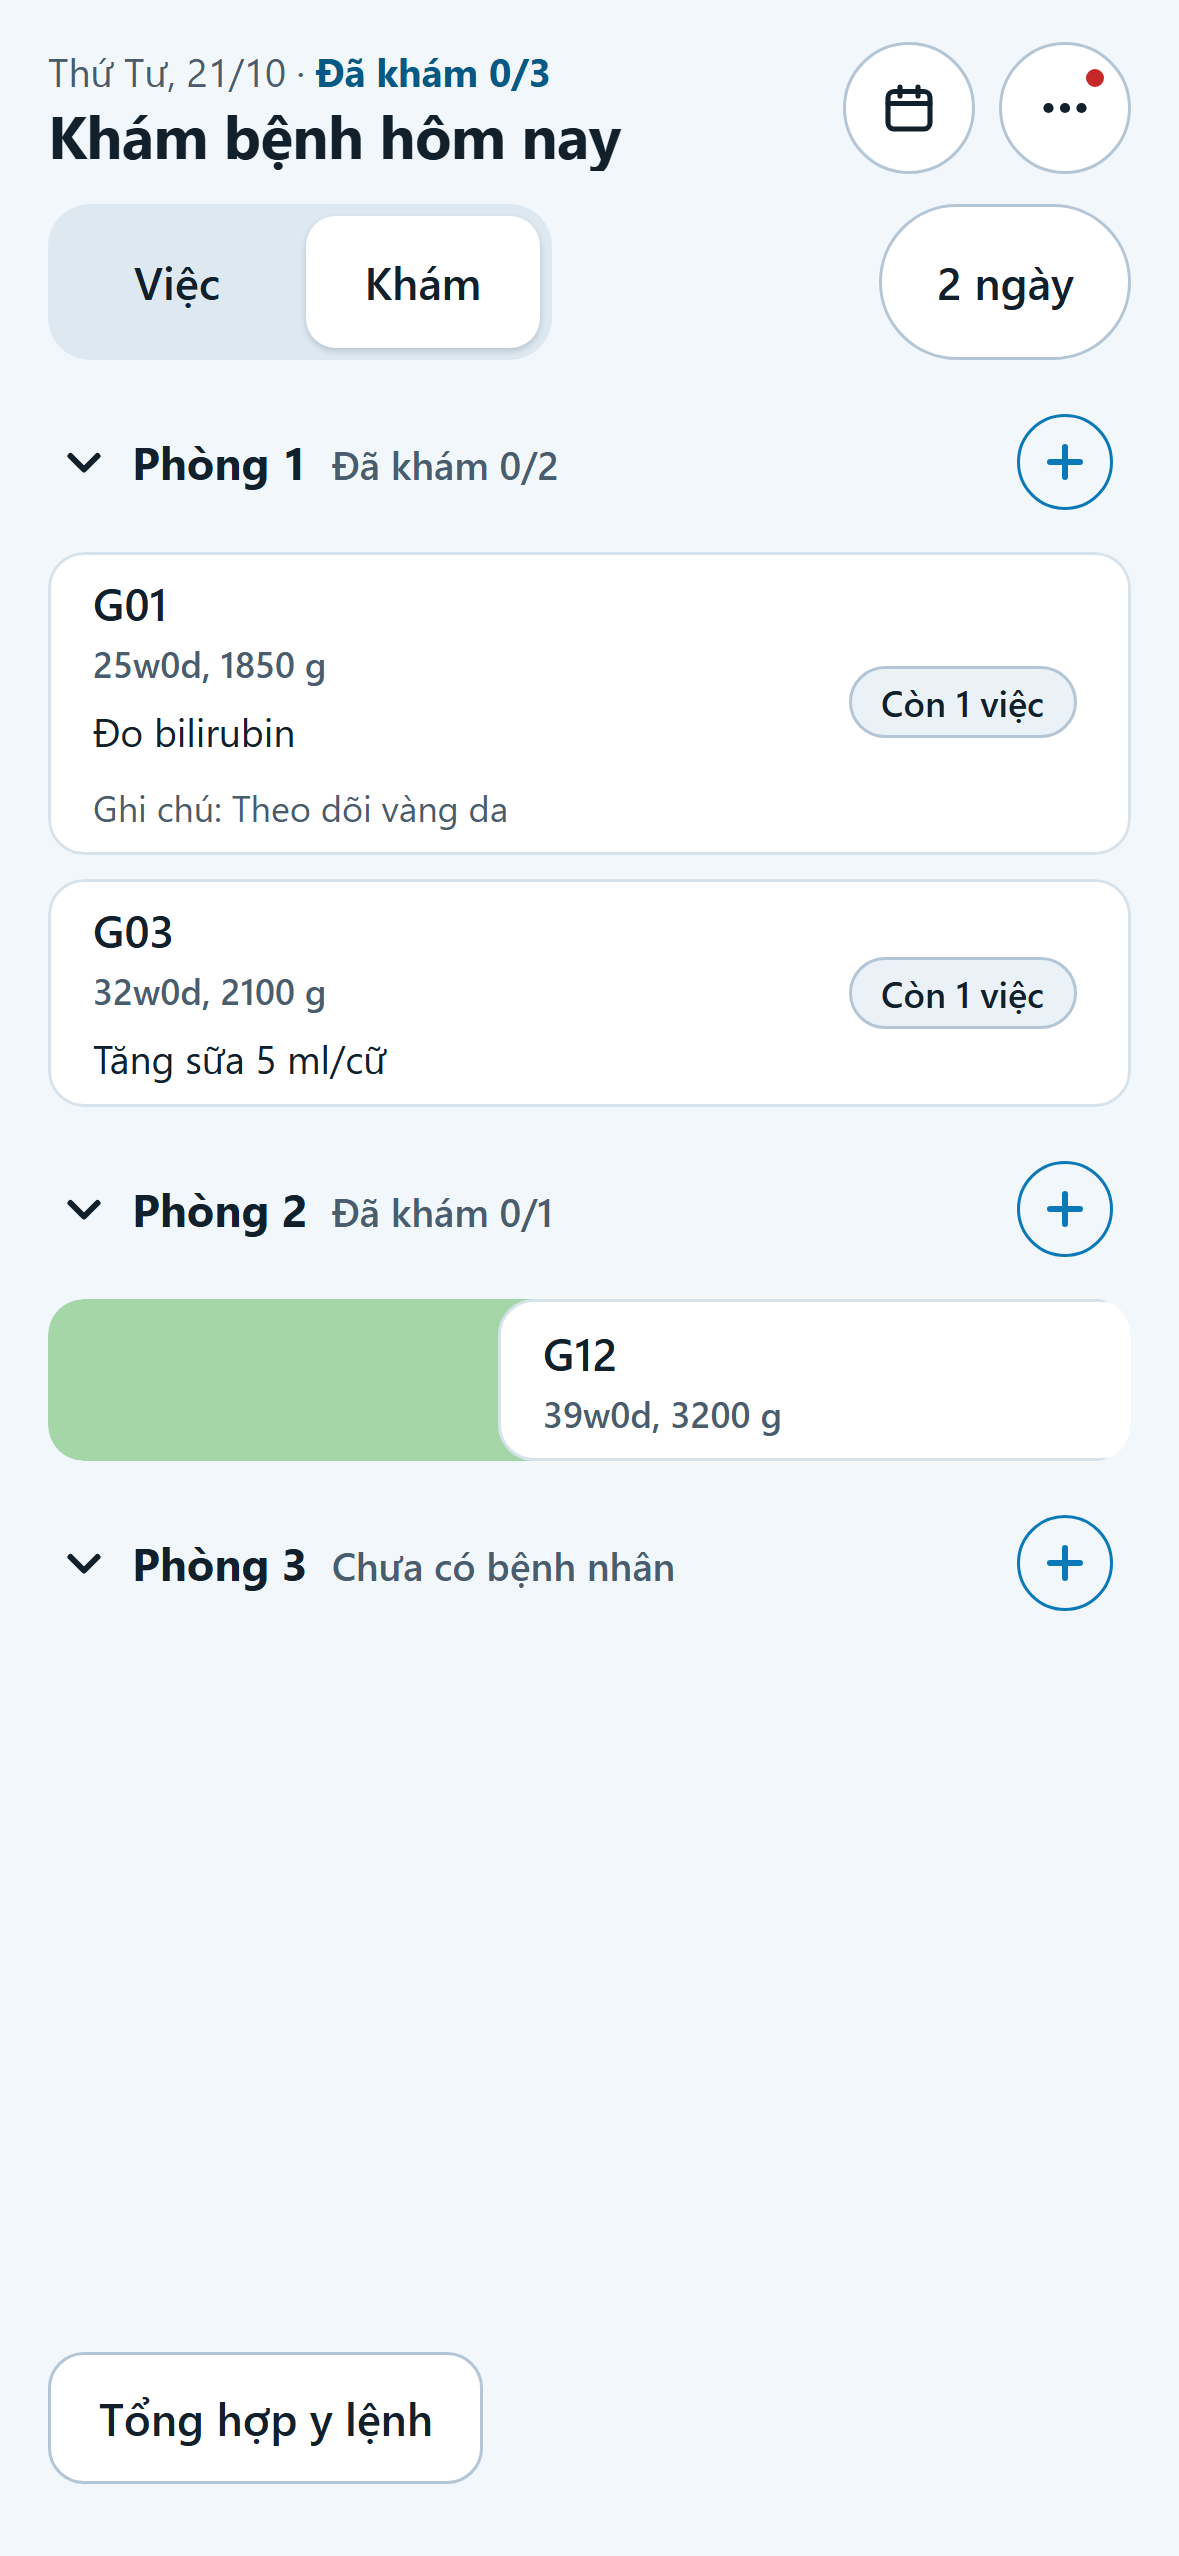 Thứ Tư, 21/10 · Đã khám 0/3
Khám bệnh hôm nay
Việc
Khám
2 ngày
Phòng 1 Đã khám 0/2
G01
25w0d, 1850 g
Đo bilirubin
Ghi chú: Theo dõi vàng da
Còn 1 việc
G03
32w0d, 2100 g
Tăng sữa 5 ml/cữ
Còn 1 việc
Phòng 2 Đã khám 0/1
G12
39w0d, 3200 g
Phòng 3 Chưa có bệnh nhân
Tổng hợp y lệnh